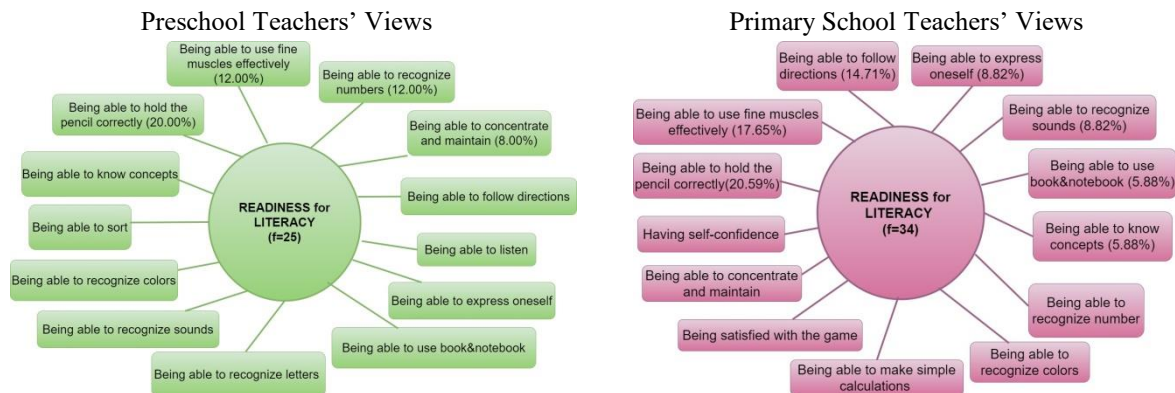 Preschool Teachers’ Views
Being able to use fine
muscles effectively
(12.00%)
Being able to recognize
numbers (12.00%)
Being able to hold the
pencil correctly (20.00%)
Being able to concentrate
and maintain (8.00%)
Being able to know concepts
Being able to follow directions
READINESS for
LITERACY
(f=25)
Being able to sort
Being able to listen
Being able to recognize colors
Being able to express oneself
Being able to recognize sounds
Being able to use book&notebook
Being able to recognize letters
Primary School Teachers’ Views
Being able to follow
directions (14.71%)
Being able to express
oneself (8.82%)
Being able to use fine muscles
effectively (17.65%)
Being able to recognize
sounds (8.82%)
Being able to hold the
pencil correctly(20.59%)
Being able to use
book&notebook (5.88%)
READINESS for
LITERACY
(f=34)
Having self-confidence
Being able to know
concepts (5.88%)
Being able to concentrate
and maintain
Being able to
recognize number
Being satisfied with the game
Being able to
recognize colors
Being able to make simple
calculations